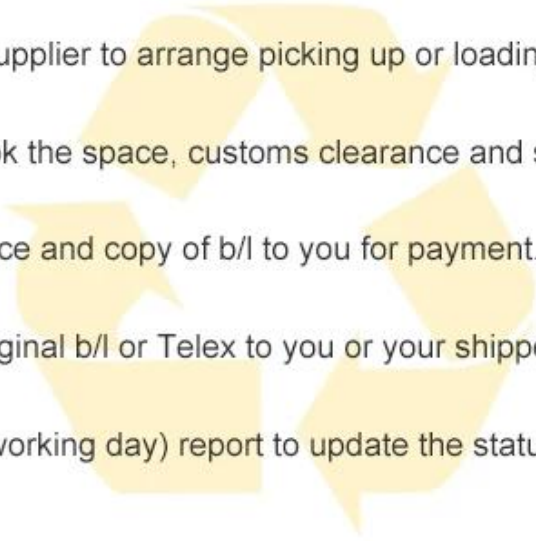 upplier to arrange picking up or loadin
k the space, customs clearance and s
ce and copy of b/l to you for payment.
ginal b/l or Telex to you or your shippe
working day) report to update the statu